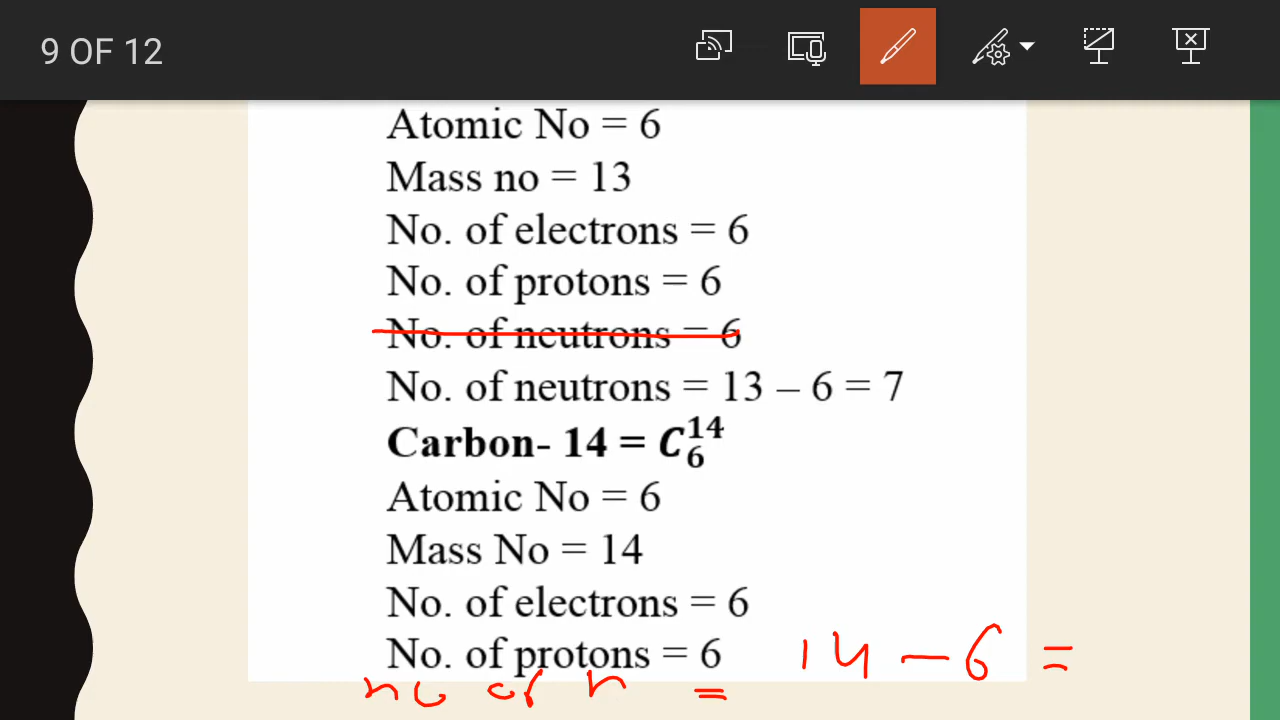 9 OF 12
Atomic No = 6
Mass no = 13
No. of electrons = 6
No. of protons = 6
No. of neutrons = 6
No. of neutrons = 13 – 6 = 7
Carbon- 14 = C₆¹⁴
Atomic No = 6
Mass No = 14
No. of electrons = 6
No. of protons = 6
no of n = 14 – 6 =